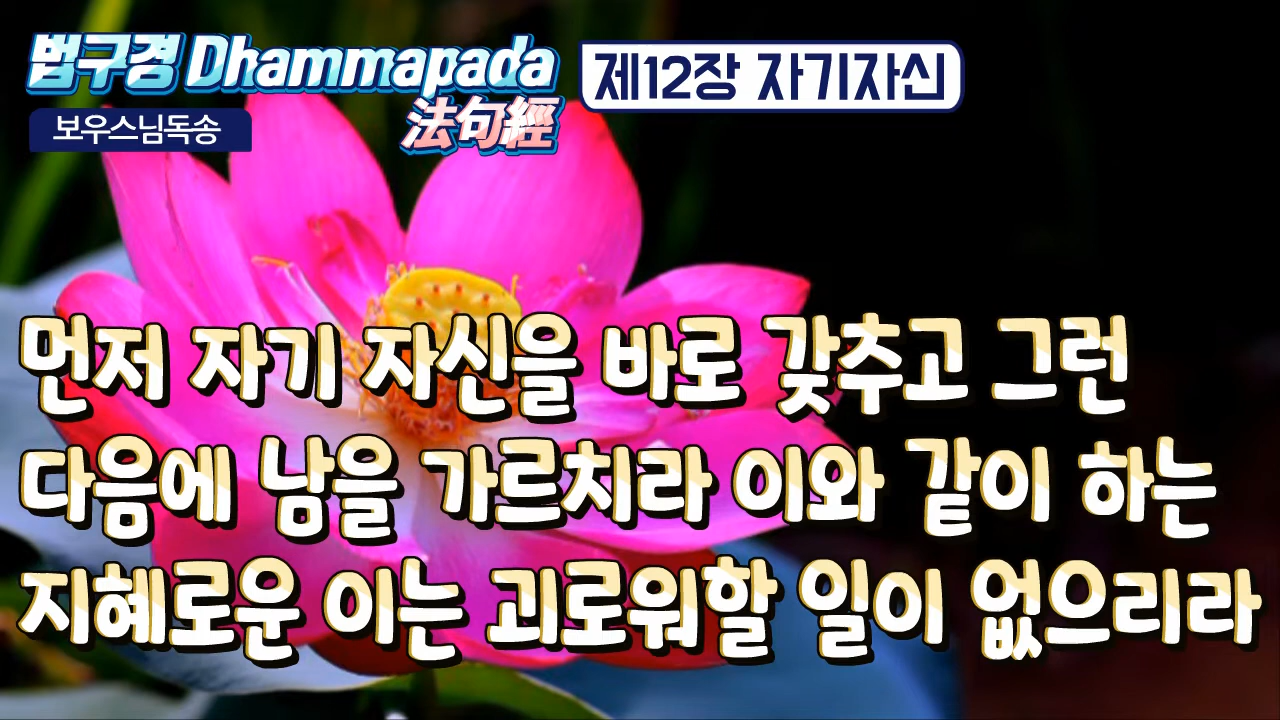 법구경 Dhammapada
法句經
제12장 자기자신
보우스님독송
먼저 자기 자신을 바로 갖추고 그런
다음에 남을 가르치라 이와 같이 하는
지혜로운 이는 괴로워할 일이 없으리라